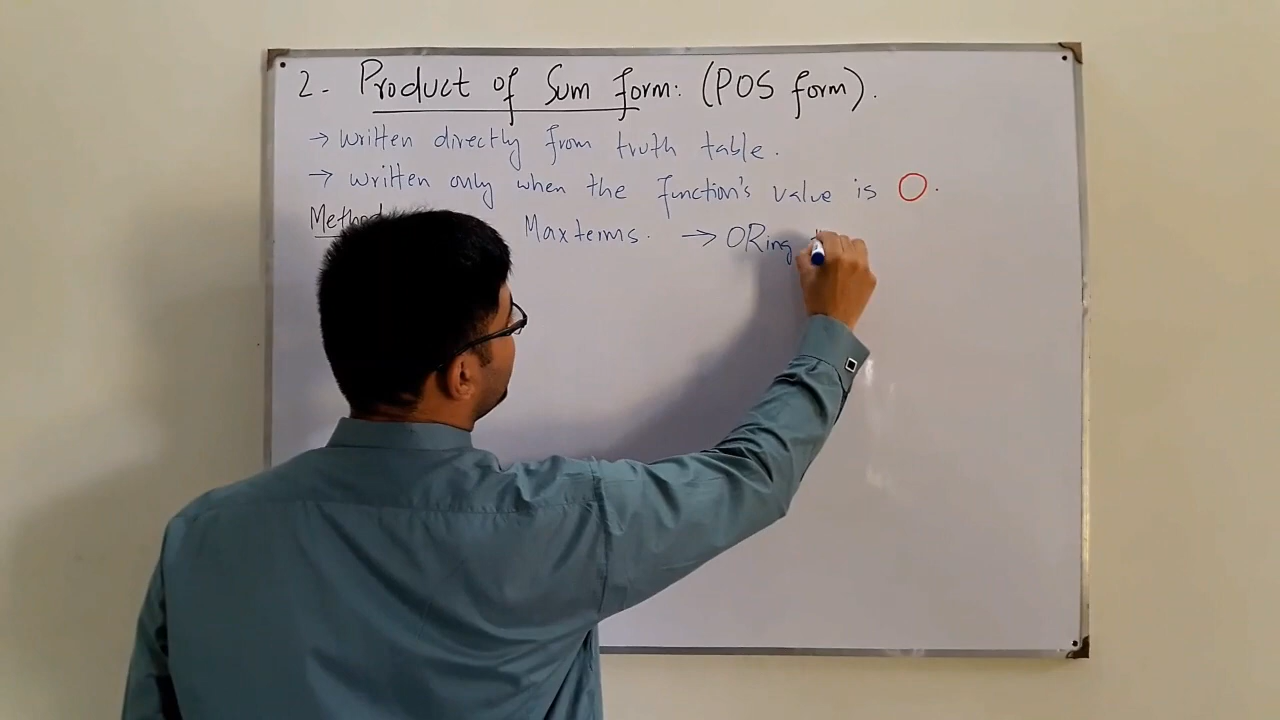 2. Product of Sum form: (POS form).
→ written directly from truth table.
→ written only when the function's value is 0.
Maxterms. → ORing